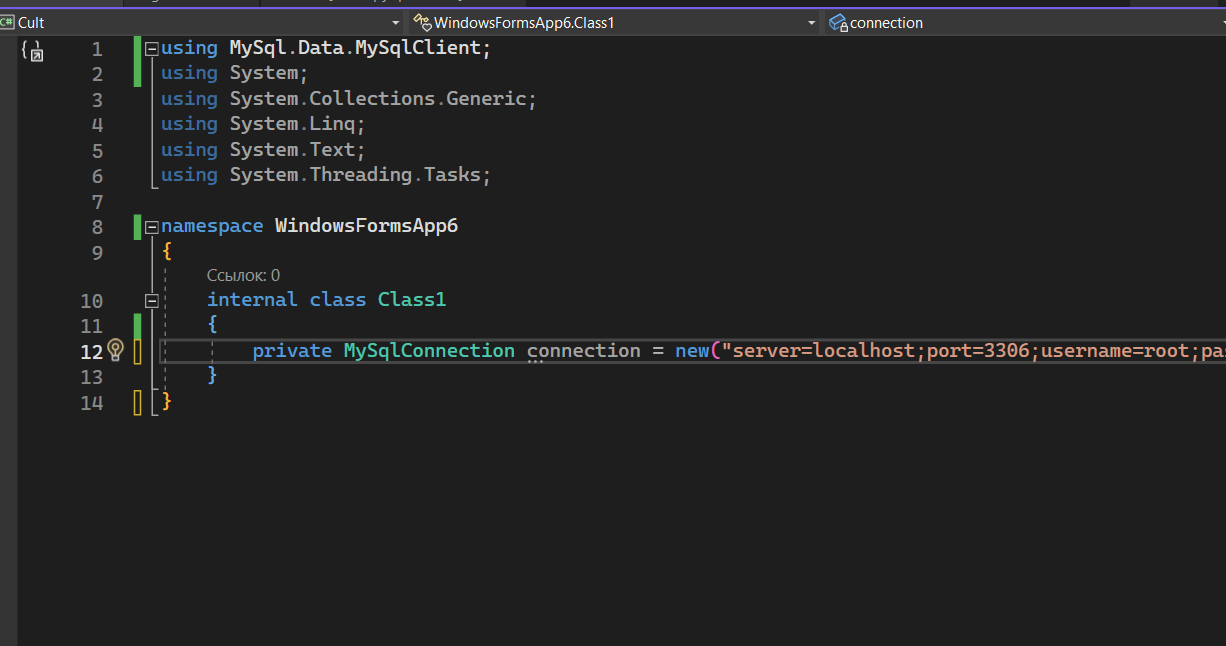 C# Cult WindowsFormsApp6.Class1 connection
1 using MySql.Data.MySqlClient;
2 using System;
3 using System.Collections.Generic;
4 using System.Linq;
5 using System.Text;
6 using System.Threading.Tasks;
7
8 namespace WindowsFormsApp6
9 {
Ссылок: 0
10 internal class Class1
11 {
12 private MySqlConnection connection = new("server=localhost;port=3306;username=root;pa
13 }
14 }